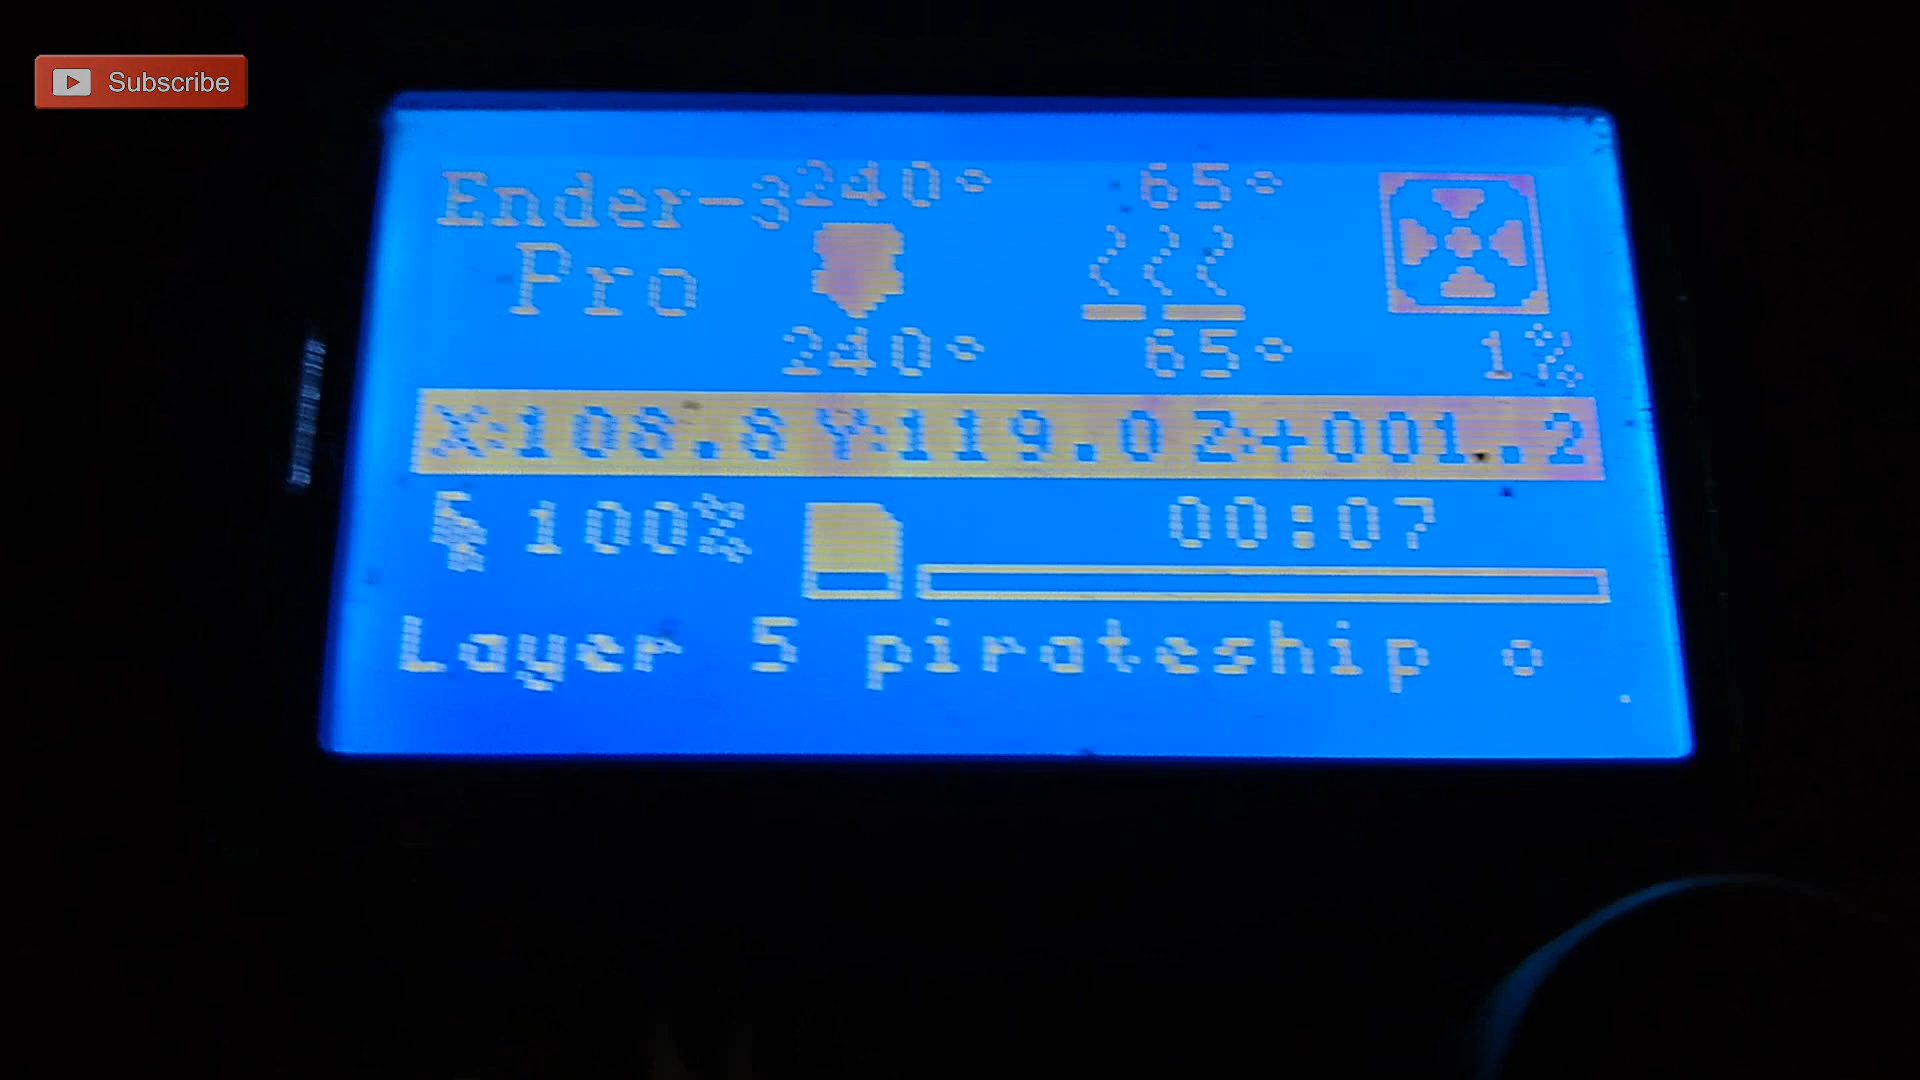 Subscribe
Ender-3 240° 65°
Pro
240° 65° 1%
X:108.8 Y:119.0 Z:+001.2
100% 00:07
Layer 5 pirateship o